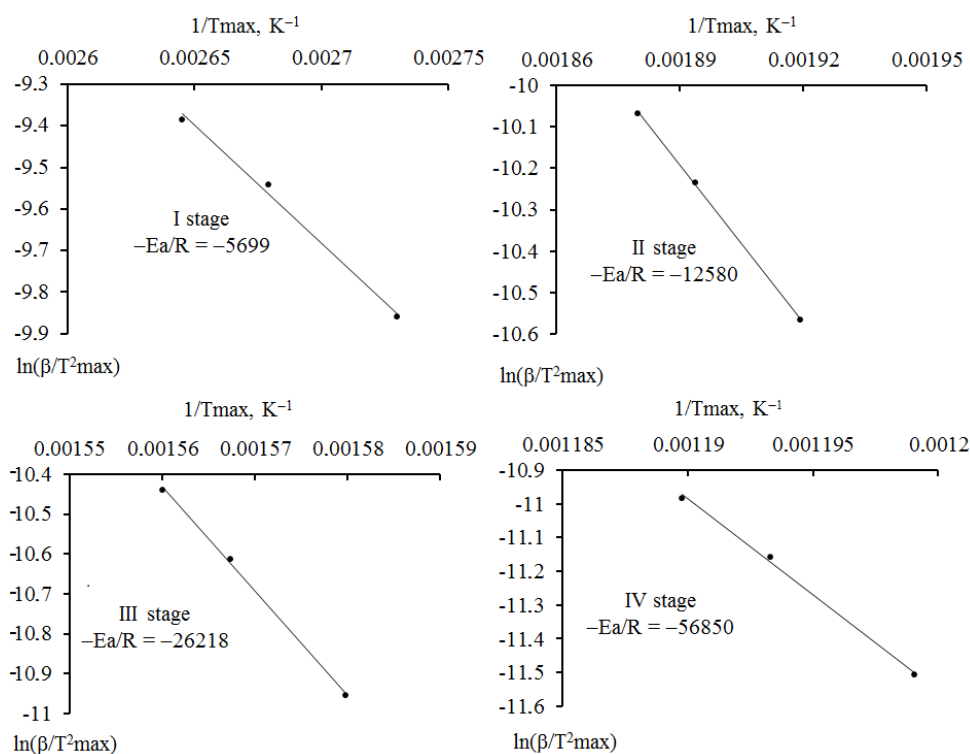 1/Tmax, K⁻¹
0.0026 0.00265 0.0027 0.00275
-9.3
-9.4
-9.5
-9.6
-9.7
-9.8
-9.9
I stage
–Ea/R = –5699
ln(β/T²max)
1/Tmax, K⁻¹
0.00186 0.00189 0.00192 0.00195
-10
-10.1
-10.2
-10.3
-10.4
-10.5
-10.6
II stage
–Ea/R = –12580
ln(β/T²max)
1/Tmax, K⁻¹
0.00155 0.00156 0.00157 0.00158 0.00159
-10.4
-10.5
-10.6
-10.7
-10.8
-10.9
-11
III stage
–Ea/R = –26218
ln(β/T²max)
1/Tmax, K⁻¹
0.001185 0.00119 0.001195 0.0012
-10.9
-11
-11.1
-11.2
-11.3
-11.4
-11.5
-11.6
IV stage
–Ea/R = –56850
ln(β/T²max)